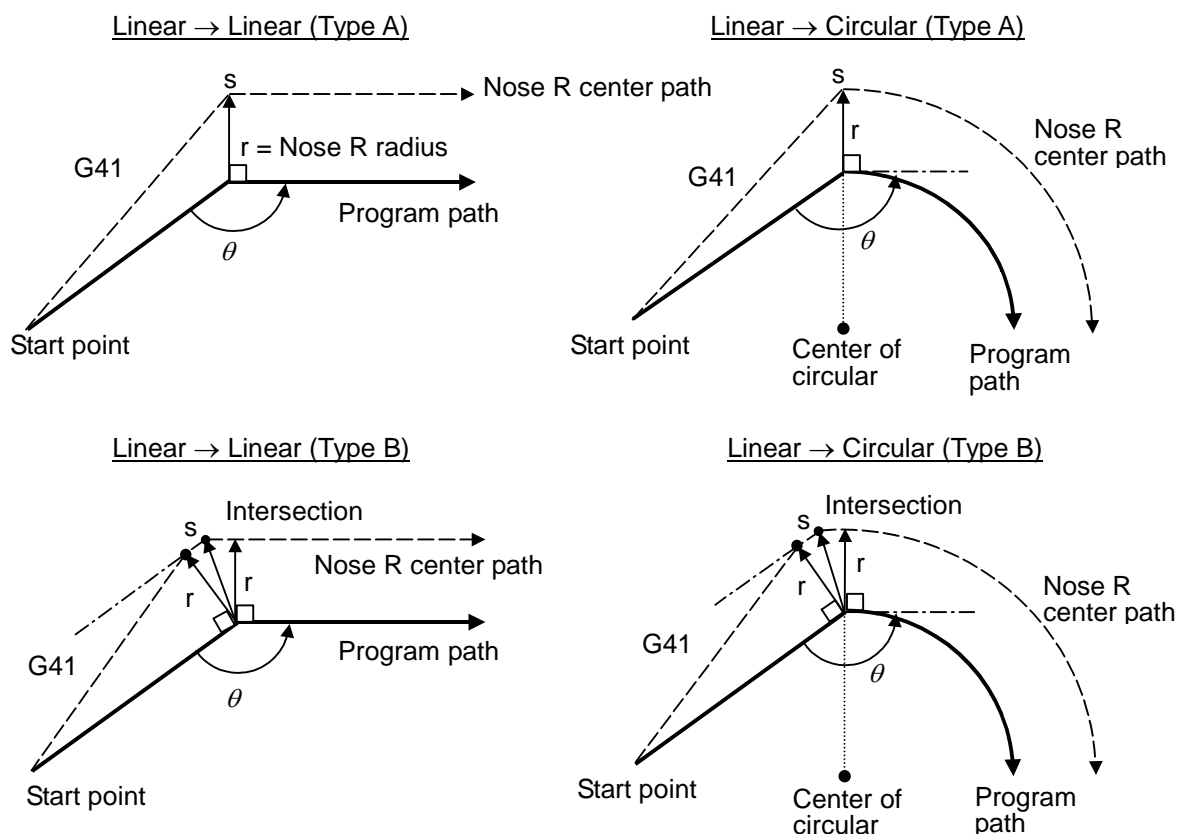 Linear → Linear (Type A)
s
Nose R center path
G41
r = Nose R radius
Program path
θ
Start point
Linear → Circular (Type A)
s
r
Nose R
center path
G41
θ
Start point
Center of
circular
Program
path
Linear → Linear (Type B)
Intersection
s
Nose R center path
r
r
G41
Program path
θ
Start point
Linear → Circular (Type B)
Intersection
s
r
r
Nose R
center path
G41
θ
Start point
Center of
circular
Program
path